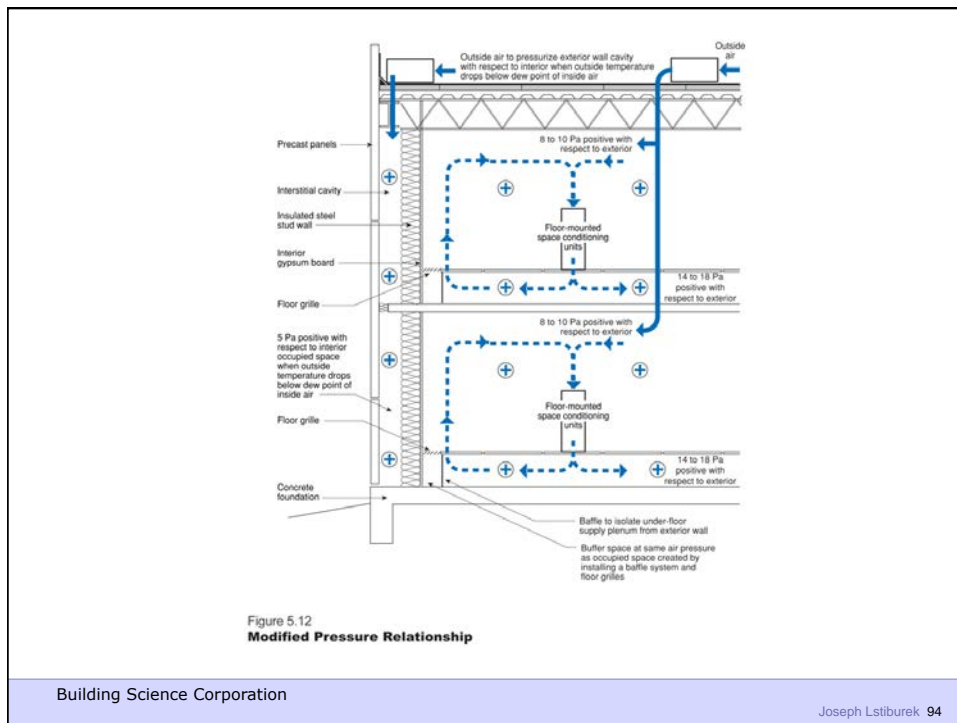 Outside
air
Outside air to pressurize exterior wall cavity
with respect to interior when outside temperature
drops below dew point of inside air
8 to 10 Pa positive with
respect to exterior
Precast panels
Interstitial cavity
Insulated steel
stud wall
Floor-mounted
space conditioning
units
Interior
gypsum board
14 to 18 Pa
positive with
respect to exterior
Floor grille
8 to 10 Pa positive with
respect to exterior
5 Pa positive with
respect to interior
occupied space
when outside
temperature drops
below dew point of
inside air
Floor-mounted
space conditioning
units
Floor grille
14 to 18 Pa
positive with
respect to exterior
Concrete
foundation
Baffle to isolate under-floor
supply plenum from exterior wall
Buffer space at same air pressure
as occupied space created by
installing a baffle system and
floor grilles
Figure 5.12
Modified Pressure Relationship
Building Science Corporation
Joseph Lstiburek 94